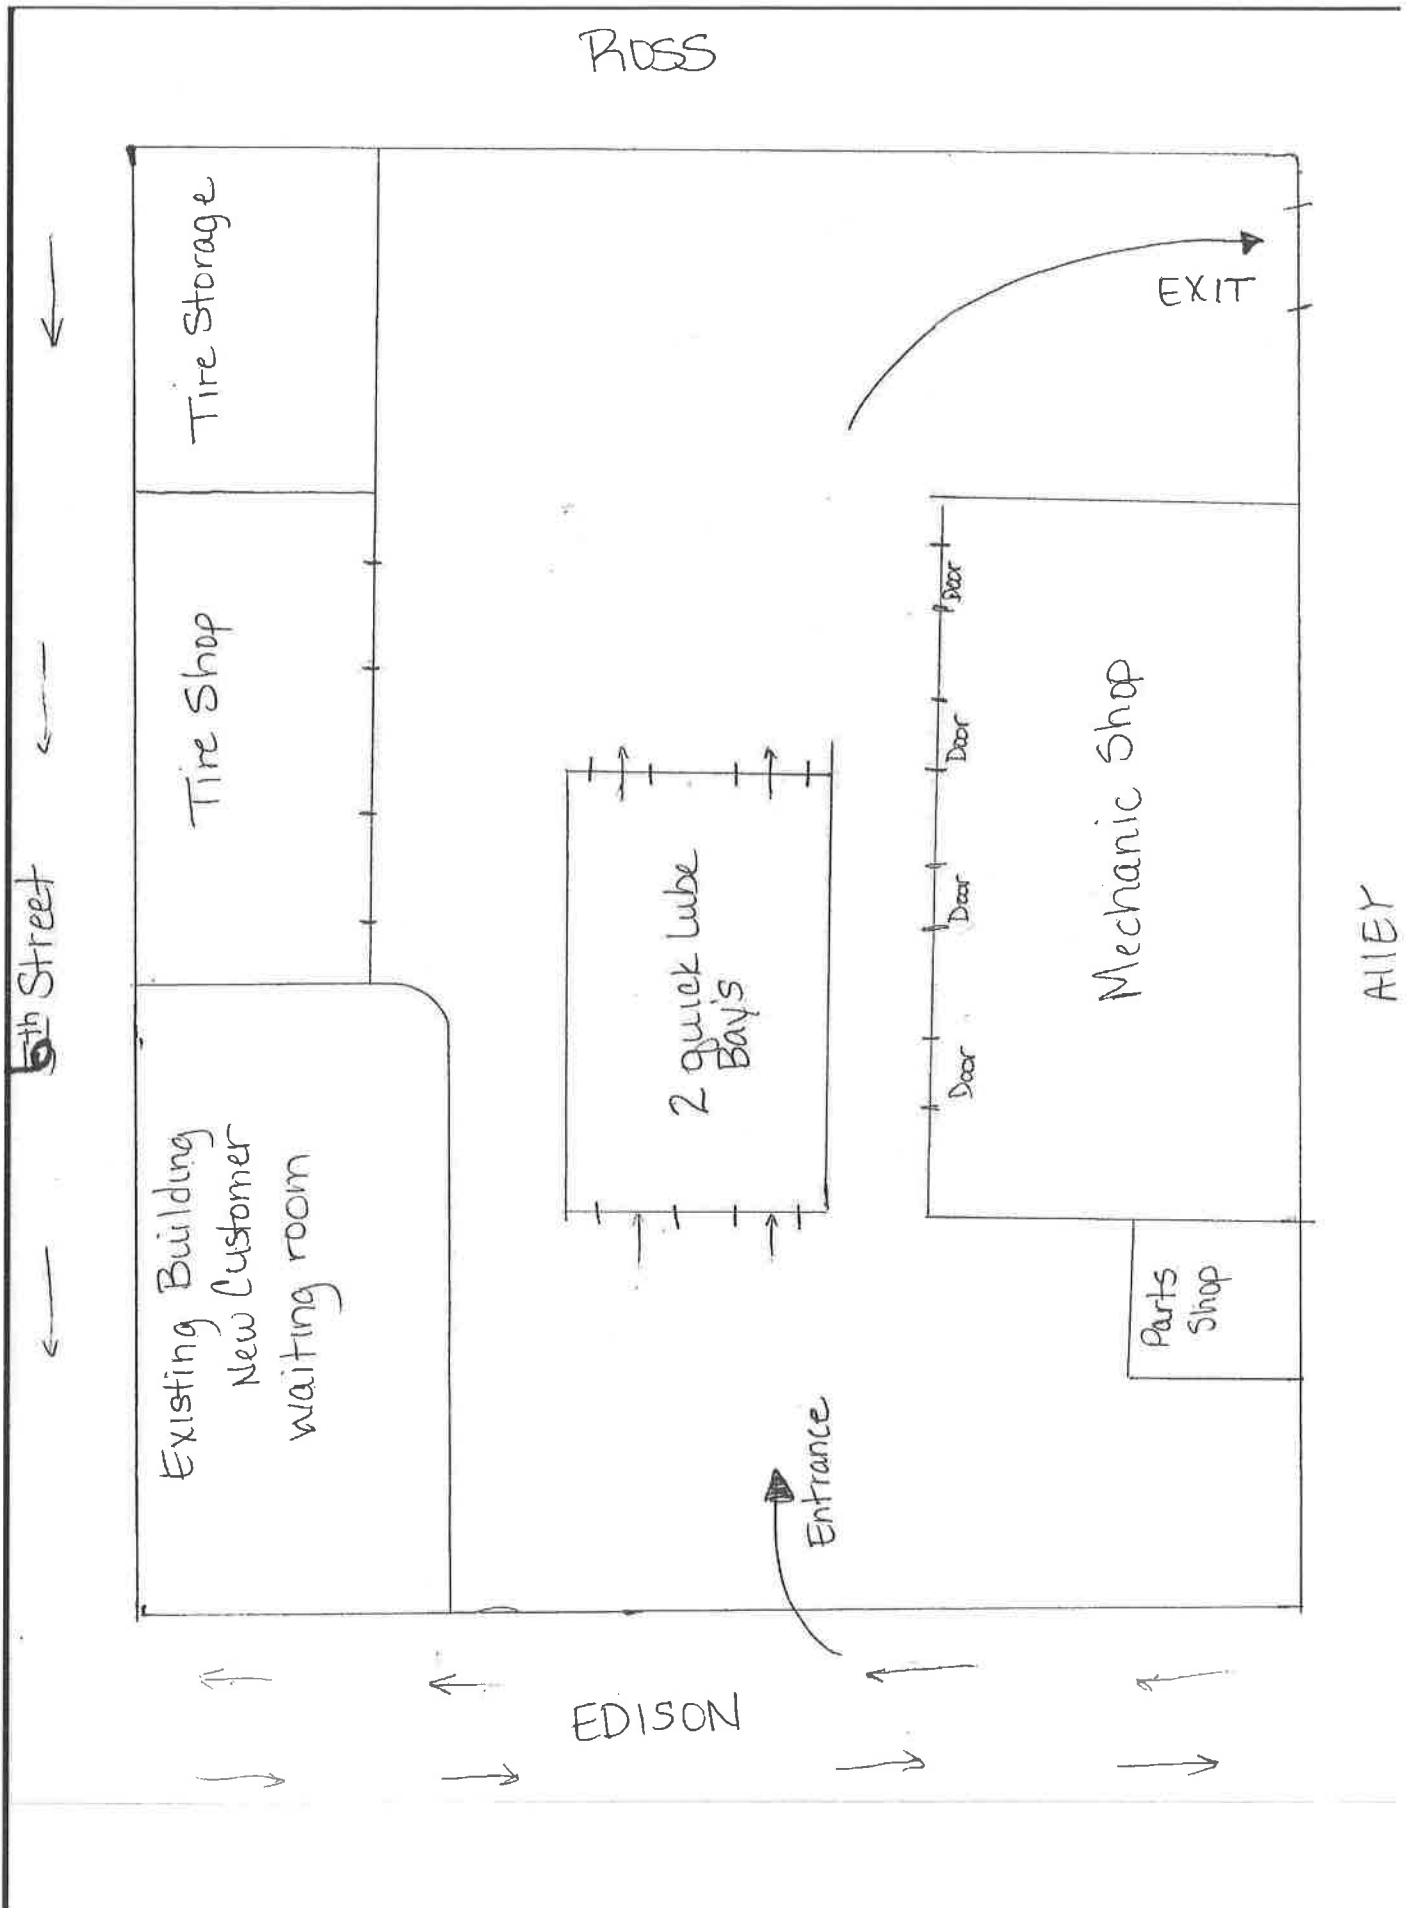 ROSS
Street
Tire Storage
Tire Shop
Existing Building
New Customer
waiting room
2 quick Lube
Bay's
EXIT
Door
Door
Door
Door
Mechanic Shop
Parts
Shop
Entrance
AllEY
EDISON